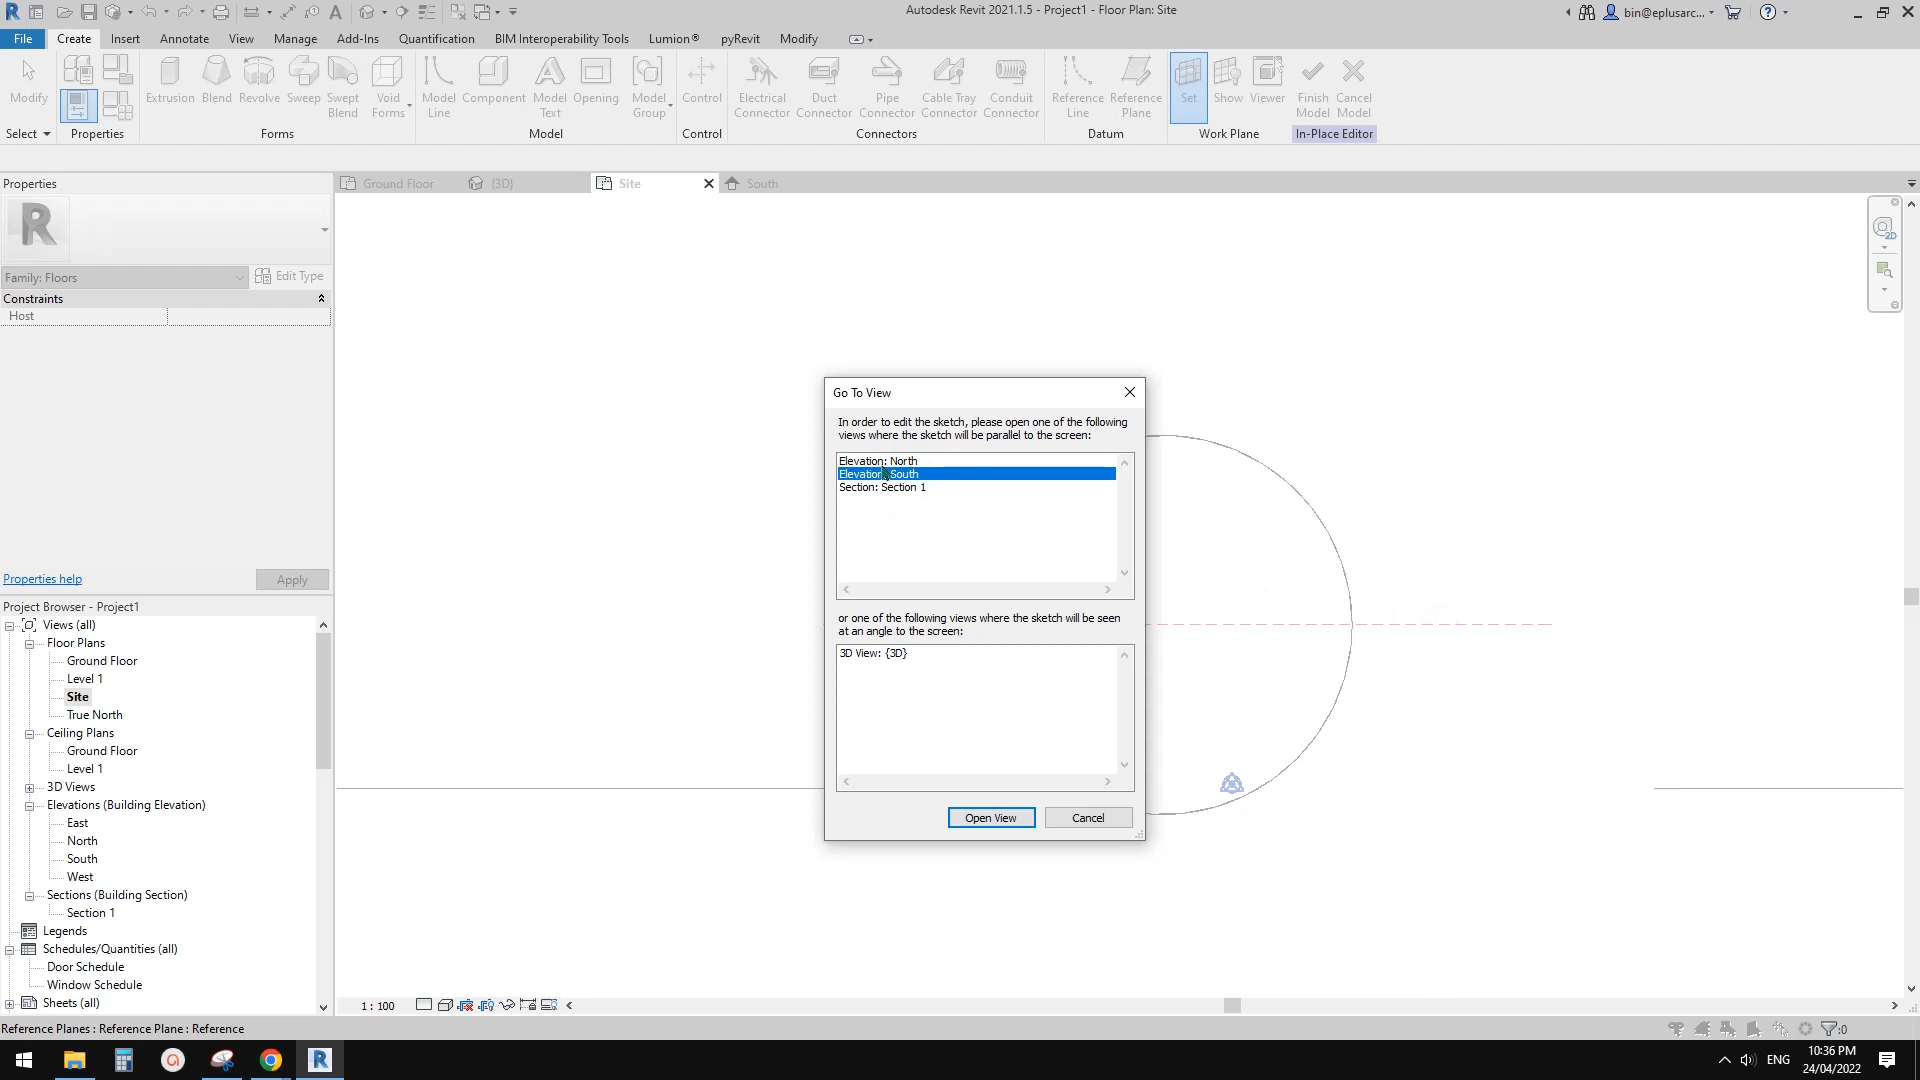 Autodesk Revit 2021.1.5 - Project1 - Floor Plan: Site
bin@eplusarc...
File Create Insert Annotate View Manage Add-Ins Quantification BIM Interoperability Tools Lumion® pyRevit Modify
Modify
Extrusion Blend Revolve Sweep Swept Blend Void Forms
Model Line Component Model Text Opening Model Group
Control
Electrical Connector Duct Connector Pipe Connector Cable Tray Connector Conduit Connector
Reference Line Reference Plane
Set Show Viewer
Finish Model Cancel Model
Select Properties Forms Model Control Connectors Datum Work Plane In-Place Editor
Properties
Ground Floor {3D} Site South
Family: Floors Edit Type
Constraints
Host
Properties help Apply
Project Browser - Project1
Views (all)
Floor Plans
Ground Floor
Level 1
Site
True North
Ceiling Plans
Ground Floor
Level 1
3D Views
Elevations (Building Elevation)
East
North
South
West
Sections (Building Section)
Section 1
Legends
Schedules/Quantities (all)
Door Schedule
Window Schedule
Sheets (all)
2D
Go To View
In order to edit the sketch, please open one of the following
views where the sketch will be parallel to the screen:
Elevation: North
Elevation: South
Section: Section 1
or one of the following views where the sketch will be seen
at an angle to the screen:
3D View: {3D}
Open View Cancel
1 : 100
Reference Planes : Reference Plane : Reference
:0
ENG
10:36 PM
24/04/2022